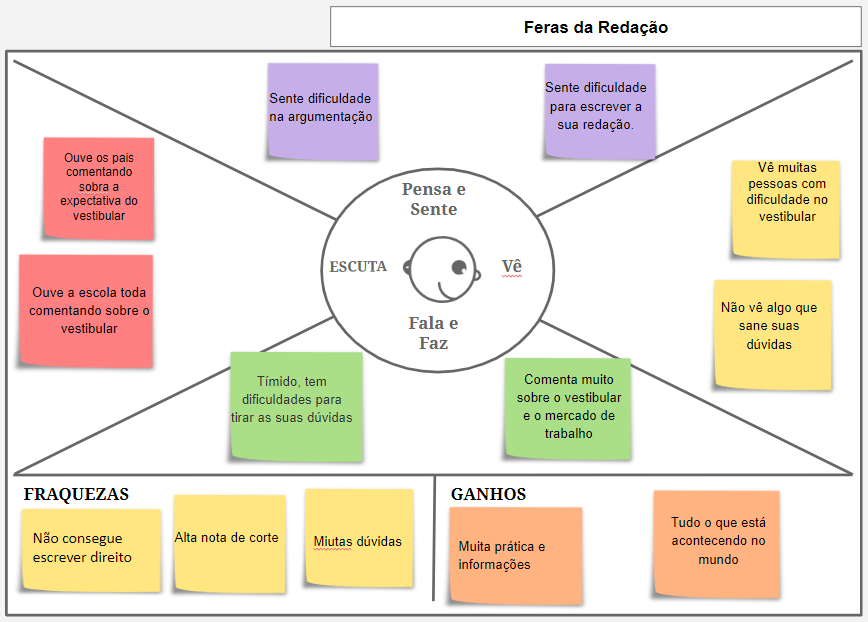 Feras da Redação
Sente dificuldade
na argumentação
Sente dificuldade
para escrever a
sua redação.
Ouve os pais
comentando
sobra a
expectativa do
vestibular
Ouve a escola toda
comentando sobre o
vestibular
Pensa e
Sente
ESCUTA
Vê
Fala e
Faz
Vê muitas
pessoas com
dificuldade no
vestibular
Não vê algo que
sane suas
dúvidas
Tímido, tem
dificuldades para
tirar as suas dúvidas
Comenta muito
sobre o vestibular
e o mercado de
trabalho
FRAQUEZAS
Não consegue
escrever direito
Alta nota de corte
Miutas dúvidas
GANHOS
Muita prática e
informações
Tudo o que está
acontecendo no
mundo